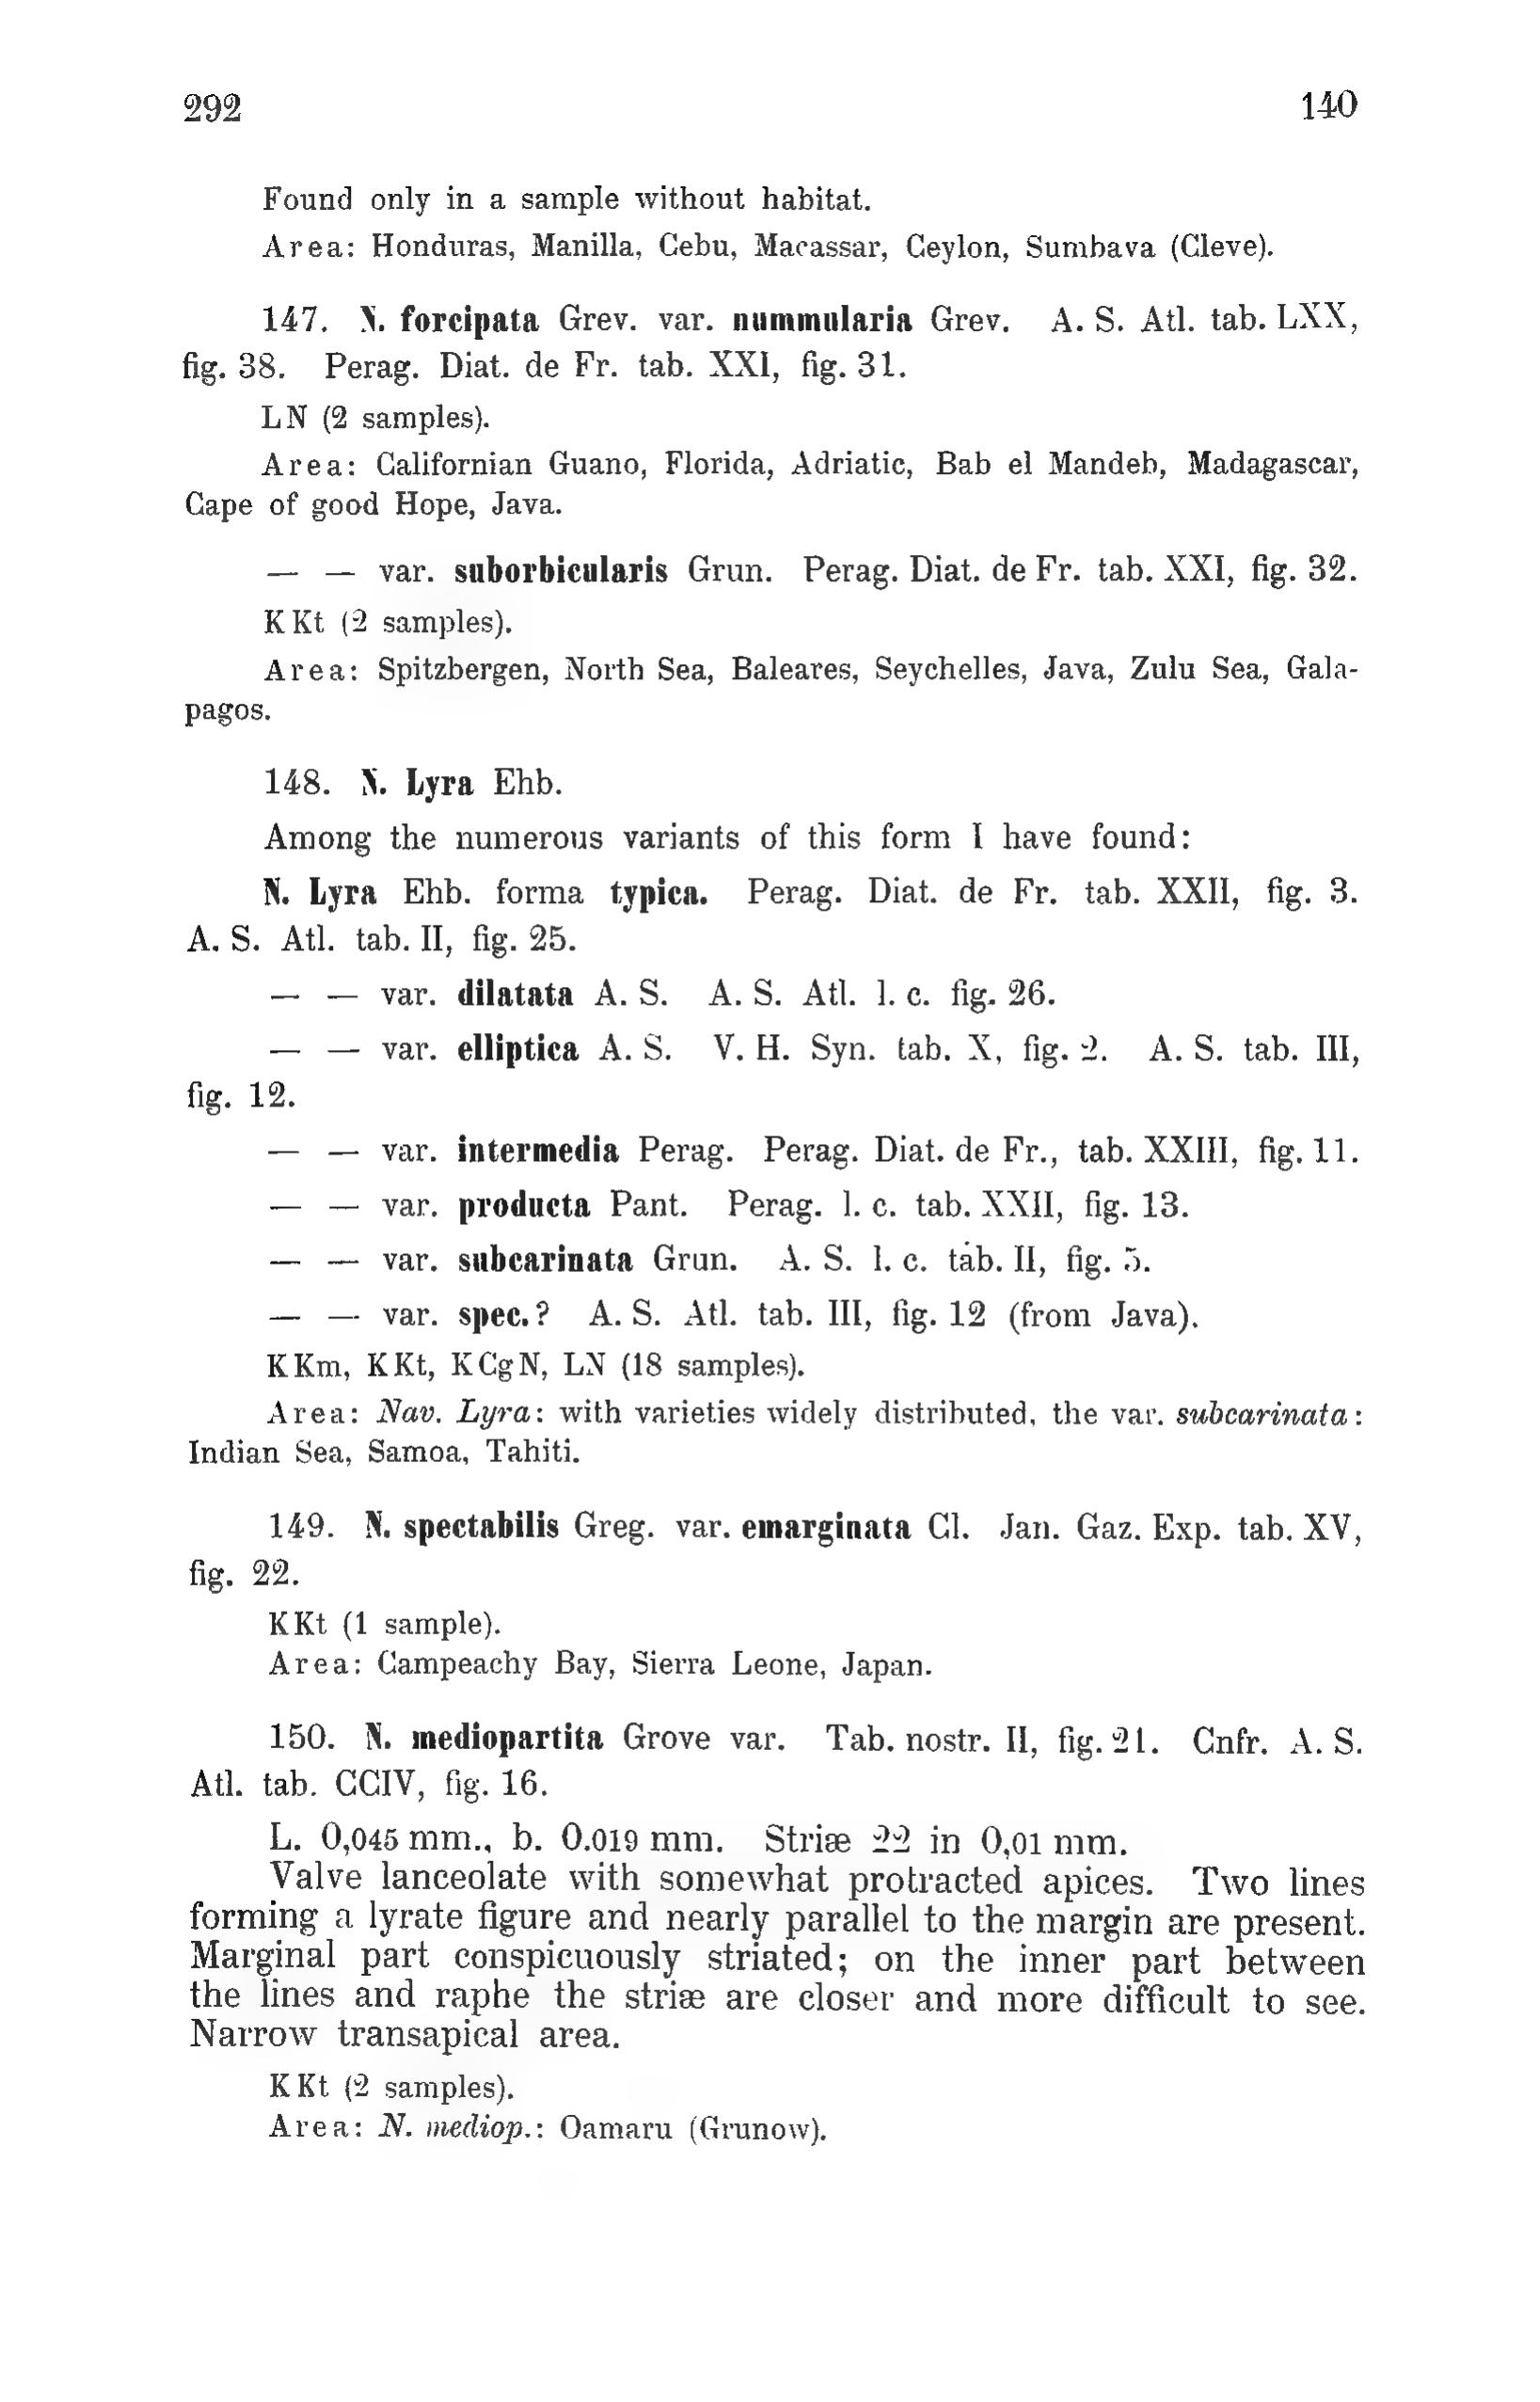 292 140
Found only in a sample without habitat.
Area: Honduras, Manilla, Cebu, Macassar, Ceylon, Sumbava (Cleve).
147. N. forcipata Grev. var. nummularia Grev. A. S. Atl. tab. LXX,
fig. 38. Perag. Diat. de Fr. tab. XXI, fig. 31.
LN (2 samples).
Area: Californian Guano, Florida, Adriatic, Bab el Mandeb, Madagascar,
Cape of good Hope, Java.
— — var. suborbicularis Grun. Perag. Diat. de Fr. tab. XXI, fig. 32.
KKt (2 samples).
Area: Spitzbergen, North Sea, Baleares, Seychelles, Java, Zulu Sea, Gala-
pagos.
148. N. Lyra Ehb.
Among the numerous variants of this form I have found:
N. Lyra Ehb. forma typica. Perag. Diat. de Fr. tab. XXII, fig. 3.
A. S. Atl. tab. II, fig. 25.
— — var. dilatata A. S. A. S. Atl. l. c. fig. 26.
— — var. elliptica A. S. V. H. Syn. tab. X, fig. 2. A. S. tab. III,
fig. 12.
— — var. intermedia Perag. Perag. Diat. de Fr., tab. XXIII, fig. 11.
— — var. producta Pant. Perag. l. c. tab. XXII, fig. 13.
— — var. subcarinata Grun. A. S. l. c. tab. II, fig. 5.
— — var. spec.? A. S. Atl. tab. III, fig. 12 (from Java).
KKm, KKt, KCgN, LN (18 samples).
Area: Nav. Lyra: with varieties widely distributed, the var. subcarinata:
Indian Sea, Samoa, Tahiti.
149. N. spectabilis Greg. var. emarginata Cl. Jan. Gaz. Exp. tab. XV,
fig. 22.
KKt (1 sample).
Area: Campeachy Bay, Sierra Leone, Japan.
150. N. mediopartita Grove var. Tab. nostr. II, fig. 21. Cnfr. A. S.
Atl. tab. CCIV, fig. 16.
L. 0,045 mm., b. 0.019 mm. Striæ 22 in 0,01 mm.
Valve lanceolate with somewhat protracted apices. Two lines
forming a lyrate figure and nearly parallel to the margin are present.
Marginal part conspicuously striated; on the inner part between
the lines and raphe the striæ are closer and more difficult to see.
Narrow transapical area.
KKt (2 samples).
Area: N. mediop.: Oamaru (Grunow).